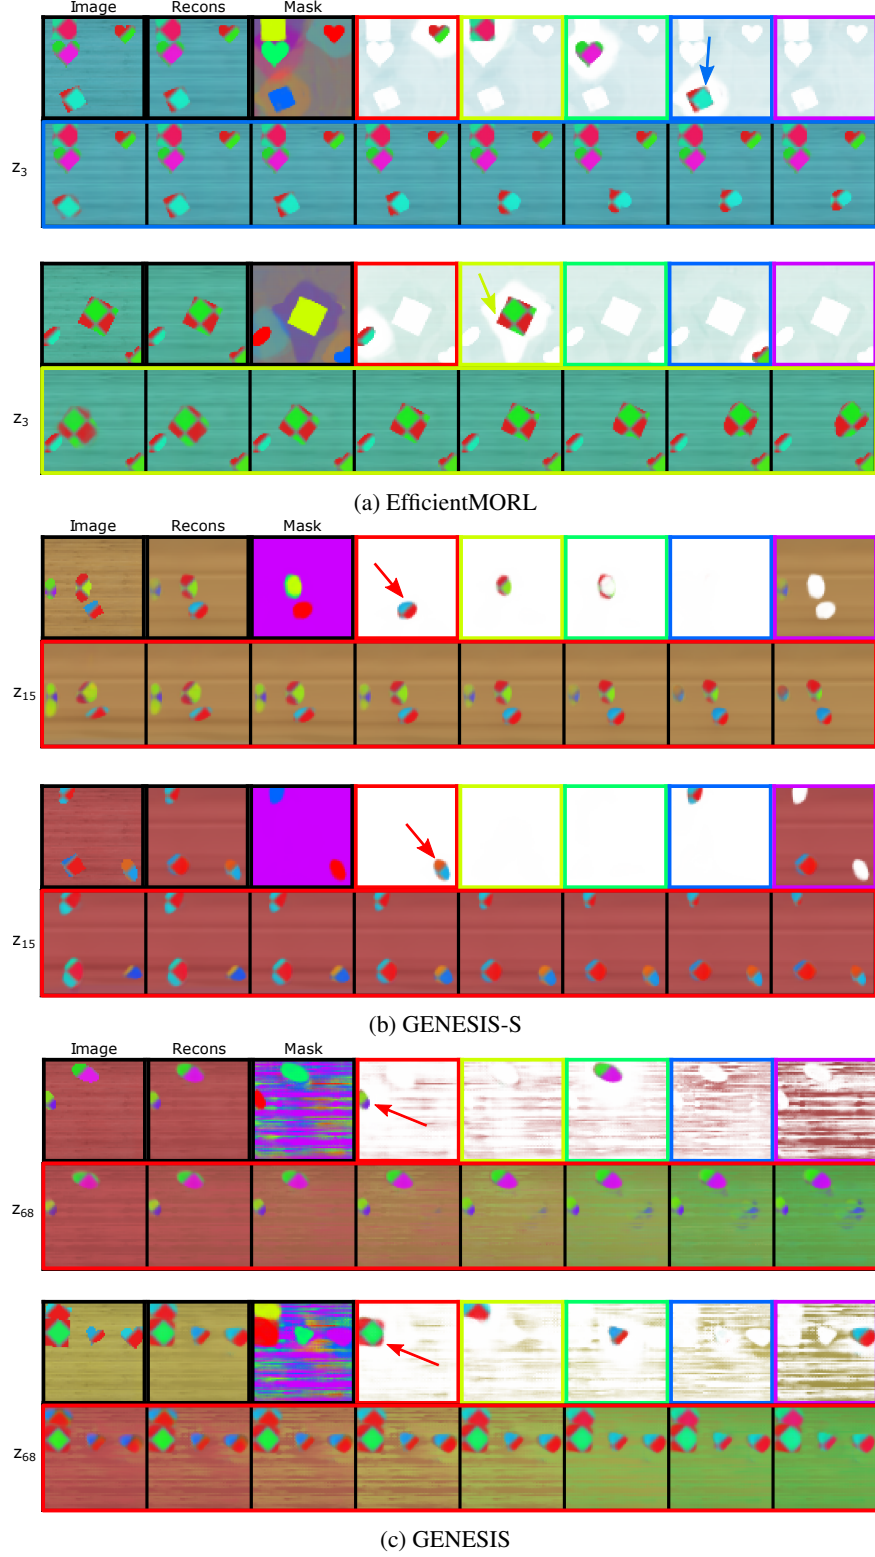 Image Recons Mask
z3
z3
(a) EfficientMORL
Image Recons Mask
z15
z15
(b) GENESIS-S
Image Recons Mask
z68
z68
(c) GENESIS